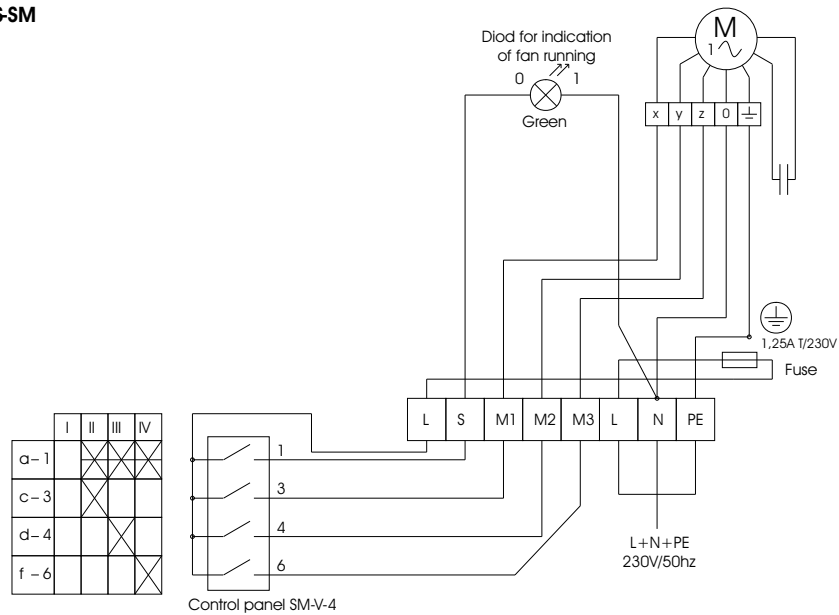 S-SM
Diod for indication
of fan running
0 1
Green
M
1
x y z 0
1,25A T/230V
Fuse
L S M1 M2 M3 L N PE
I II III IV
a-1
c-3
d-4
f-6
1
3
4
6
L+N+PE
230V/50hz
Control panel SM-V-4